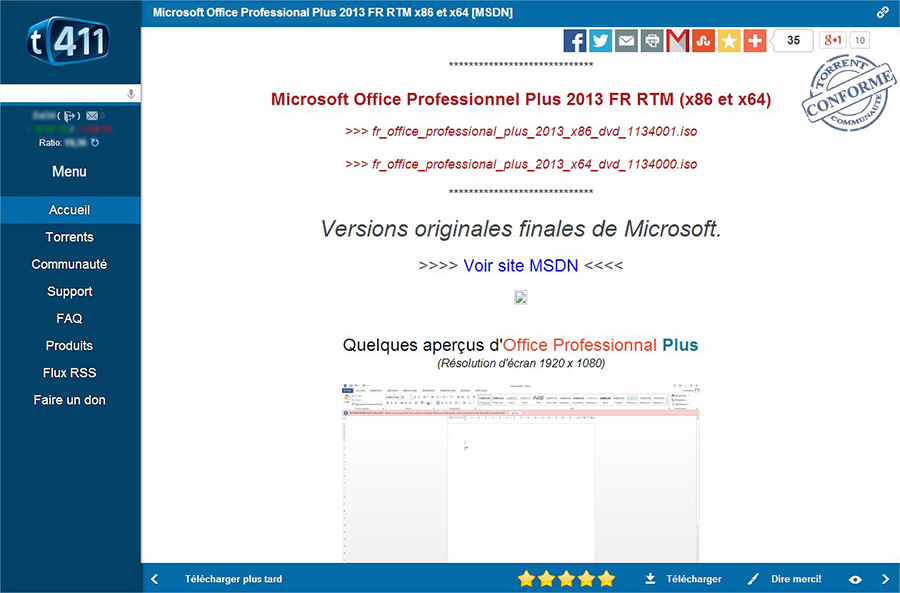 Microsoft Office Professional Plus 2013 FR RTM x86 et x64 [MSDN]
t411
35
g+1
10
Ratio:
Menu
Accueil
Torrents
Communauté
Support
FAQ
Produits
Flux RSS
Faire un don
*****************************
TORRENT
CONFORME
COMMUNAUTÉ
Microsoft Office Professionnel Plus 2013 FR RTM (x86 et x64)
>>> fr_office_professional_plus_2013_x86_dvd_1134001.iso
>>> fr_office_professional_plus_2013_x64_dvd_1134000.iso
*****************************
Versions originales finales de Microsoft.
>>>> Voir site MSDN <<<<
Quelques aperçus d'Office Professionnal Plus
(Résolution d'écran 1920 x 1080)
Télécharger plus tard
Télécharger
Dire merci!